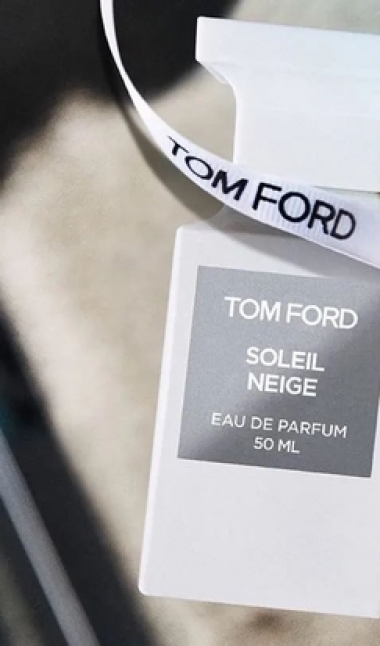 TOM FORD
TOM FORD
SOLEIL
NEIGE
EAU DE PARFUM
50 ML